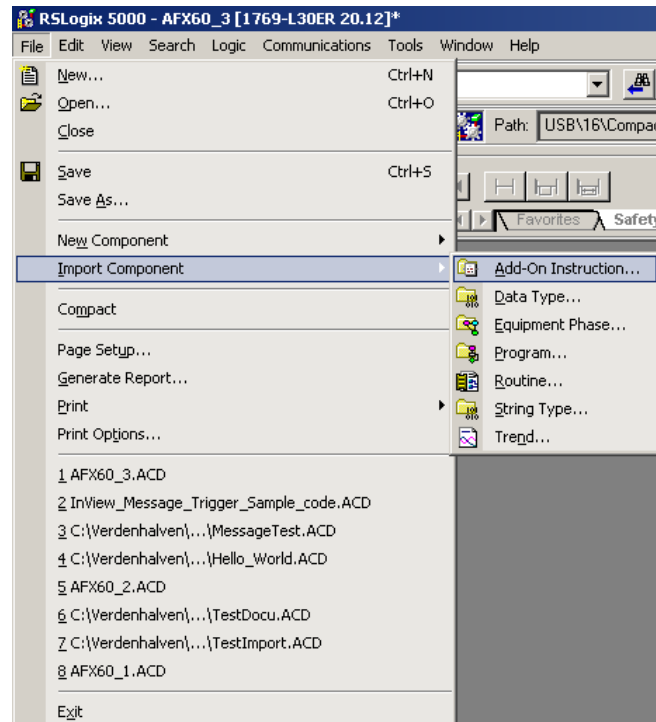 RSLogix 5000 - AFX60_3 [1769-L30ER 20.12]*
File Edit View Search Logic Communications Tools Window Help
New... Ctrl+N
Open... Ctrl+O
Close
Path: USB\16\Compac
Save Ctrl+S
Save As...
Favorites Safety
New Component
Import Component
Add-On Instruction...
Data Type...
Compact
Equipment Phase...
Page Setup...
Program...
Generate Report...
Routine...
Print
String Type...
Print Options...
Trend...
1 AFX60_3.ACD
2 InView_Message_Trigger_Sample_code.ACD
3 C:\Verdenhalven\...\MessageTest.ACD
4 C:\Verdenhalven\...\Hello_World.ACD
5 AFX60_2.ACD
6 C:\Verdenhalven\...\TestDocu.ACD
7 C:\Verdenhalven\...\TestImport.ACD
8 AFX60_1.ACD
Exit